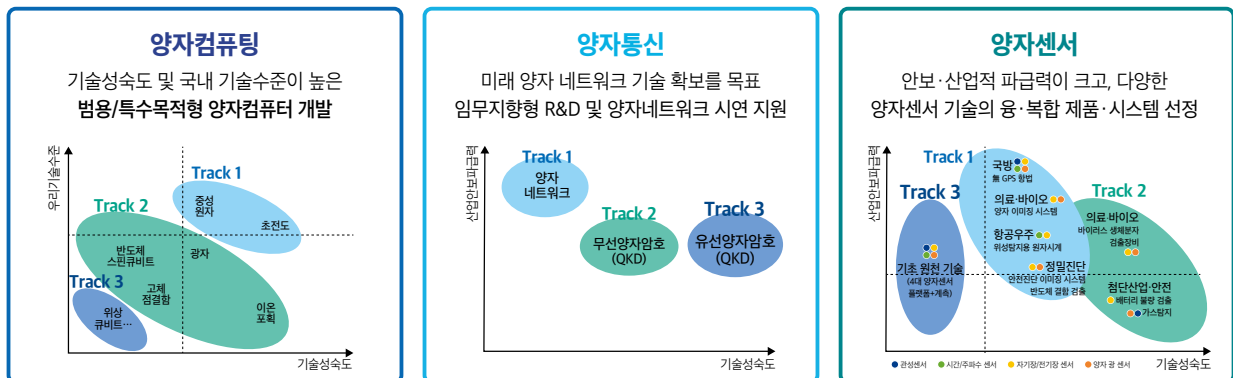 양자컴퓨팅
기술성숙도 및 국내 기술수준이 높은
범용/특수목적형 양자컴퓨터 개발
우리기술수준
Track 1
중성
원자
초전도
Track 2
반도체
스핀큐비트
광자
고체
점결함
이온
포획
Track 3
위상
큐비트…
기술성숙도
양자통신
미래 양자 네트워크 기술 확보를 목표
임무지향형 R&D 및 양자네트워크 시연 지원
산업안보파급력
Track 1
양자
네트워크
Track 2
무선양자암호
(QKD)
Track 3
유선양자암호
(QKD)
기술성숙도
양자센서
안보·산업적 파급력이 크고, 다양한
양자센서 기술의 융·복합 제품·시스템 선정
산업안보파급력
Track 1
국방
無 GPS 항법
의료·바이오
양자 이미징 시스템
항공우주
위성탑재용 원자시계
정밀진단
안전진단 이미징 시스템
반도체 결함 검출
Track 2
의료·바이오
바이러스 생체분자
검출장비
첨단산업·안전
배터리 불량 검출
가스탐지
Track 3
기초 원천 기술
(4대 양자센서
플랫폼+계측)
기술성숙도
관성센서
시간/주파수 센서
자기장/전기장 센서
양자 광 센서